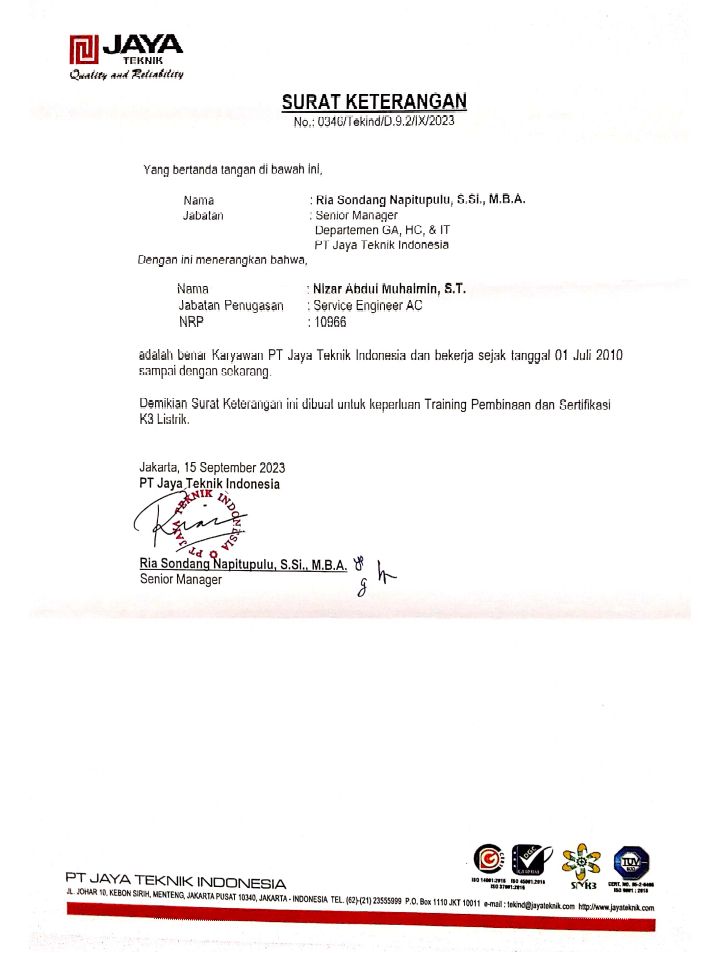 JAYA
TEKNIK
Quality and Reliability
SURAT KETERANGAN
No.: 0346/Tekind/D.9.2/IX/2023
Yang bertanda tangan di bawah ini,
Nama : Ria Sondang Napitupulu, S.Si., M.B.A.
Jabatan : Senior Manager
Departemen GA, HC, & IT
PT Jaya Teknik Indonesia
Dengan ini menerangkan bahwa,
Nama : Nizar Abdul Muhaimin, S.T.
Jabatan Penugasan : Service Engineer AC
NRP : 10966
adalah benar Karyawan PT Jaya Teknik Indonesia dan bekerja sejak tanggal 01 Juli 2010
sampai dengan sekarang.
Demikian Surat Keterangan ini dibuat untuk keperluan Training Pembinaan dan Sertifikasi
K3 Listrik.
Jakarta, 15 September 2023
PT Jaya Teknik Indonesia
PT JAYA TEKNIK INDONESIA
Ria Sondang Napitupulu, S.Si., M.B.A.
Senior Manager
ISO 14001:2015 ISO 45001:2018
ISO 37001:2016
SMK3
TUV
ISO 9001 : 2015
PT JAYA TEKNIK INDONESIA
JL. JOHAR 10, KEBON SIRIH, MENTENG, JAKARTA PUSAT 10340, JAKARTA - INDONESIA TEL. (62)-(21) 23555999 P.O. Box 1110 JKT 10011 e-mail : tekind@jayateknik.com http://www.jayateknik.com